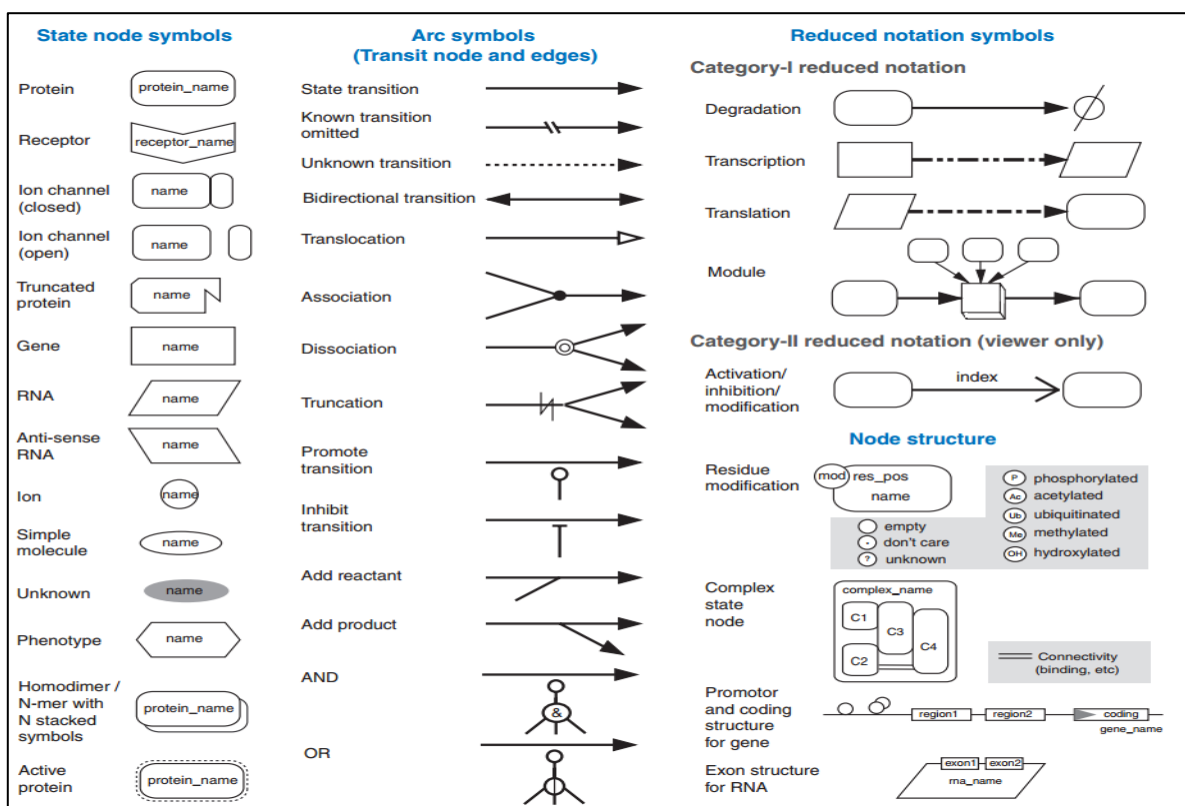 State node symbols
Protein
protein_name
Receptor
receptor_name
Ion channel
(closed)
name
Ion channel
(open)
name
Truncated
protein
name
Gene
name
RNA
name
Anti-sense
RNA
name
Ion
name
Simple
molecule
name
Unknown
name
Phenotype
name
Homodimer /
N-mer with
N stacked
symbols
protein_name
Active
protein
protein_name
Arc symbols
(Transit node and edges)
State transition
Known transition
omitted
Unknown transition
Bidirectional transition
Translocation
Association
Dissociation
Truncation
Promote
transition
Inhibit
transition
Add reactant
Add product
AND
&
OR
Reduced notation symbols
Category-I reduced notation
Degradation
Transcription
Translation
Module
Category-II reduced notation (viewer only)
Activation/
inhibition/
modification
index
Node structure
Residue
modification
mod res_pos
name
empty
- don't care
? unknown
P phosphorylated
Ac acetylated
Ub ubiquitinated
Me methylated
OH hydroxylated
Complex
state
node
complex_name
C1
C3
C4
C2
Connectivity
(binding, etc)
Promotor
and coding
structure
for gene
region1 region2 coding
gene_name
Exon structure
for RNA
exon1 exon2
rna_name